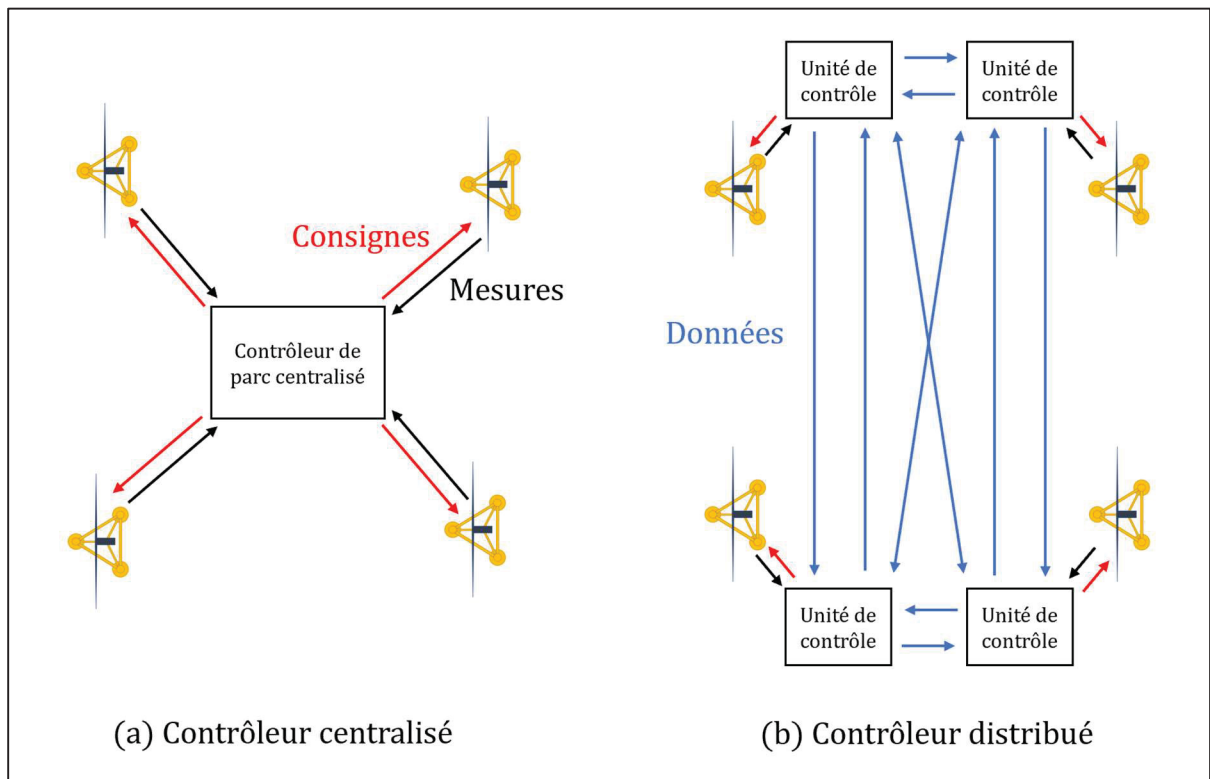 Consignes
Mesures
Contrôleur de
parc centralisé
(a) Contrôleur centralisé
Unité de
contrôle
Unité de
contrôle
Données
Unité de
contrôle
Unité de
contrôle
(b) Contrôleur distribué